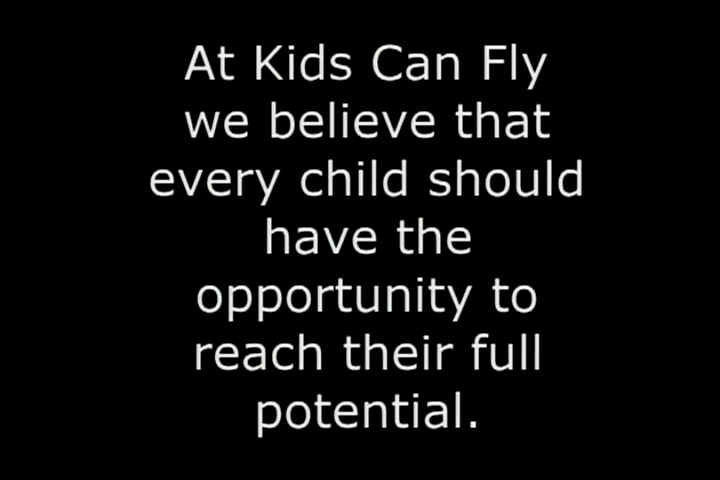 At Kids Can Fly
we believe that
every child should
have the
opportunity to
reach their full
potential.